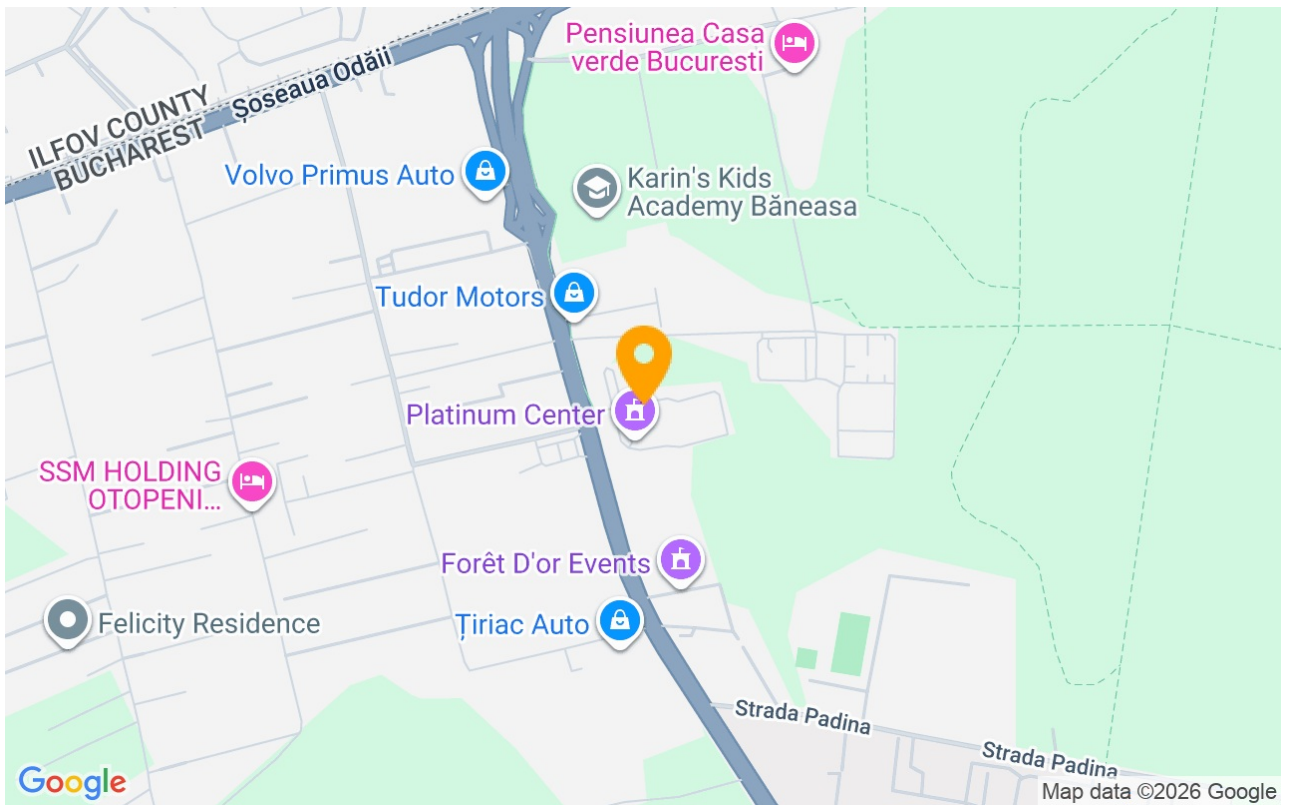 Pensiunea Casa
verde Bucuresti
Șoseaua Odăii
ILFOV COUNTY
BUCHAREST
Volvo Primus Auto
Karin's Kids
Academy Băneasa
Tudor Motors
Platinum Center
SSM HOLDING
OTOPENI...
Forêt D'or Events
Țiriac Auto
Felicity Residence
Strada Padina
Strada Padina
Google
Map data ©2026 Google